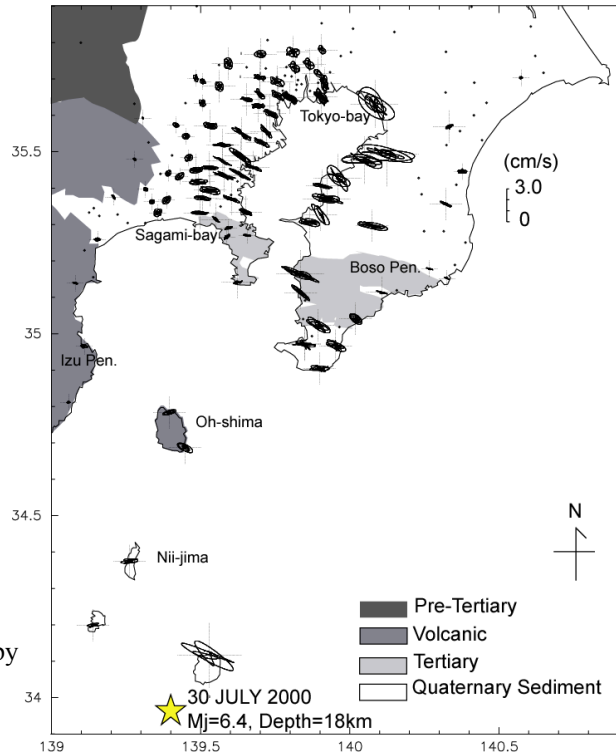 Tokyo-bay
35.5
(cm/s)
3.0
0
Sagami-bay
Boso Pen.
35
Izu Pen.
Oh-shima
34.5
N
Nii-jima
Pre-Tertiary
Volcanic
by
Tertiary
Quaternary Sediment
34
30 JULY 2000
Mj=6.4, Depth=18km
139
139.5
140
140.5